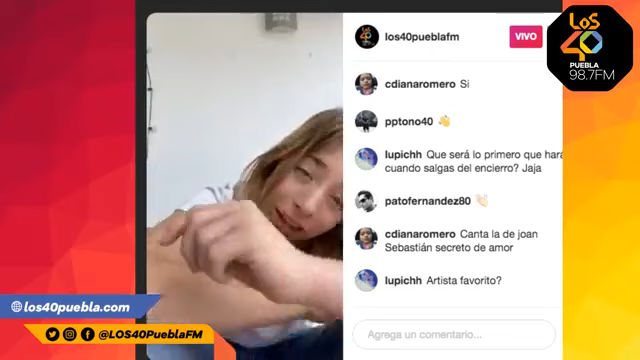 los40pueblafm
VIVO
LOS
40
PUEBLA
98.7FM
cdianaromero Si
pptono40
lupichh Que será lo primero que hará
cuando salgas del encierro? Jaja
patofernandez80
cdianaromero Canta la de joan
Sebastián secreto de amor
lupichh Artista favorito?
Agrega un comentario...
los40puebla.com
@LOS40PueblaFM